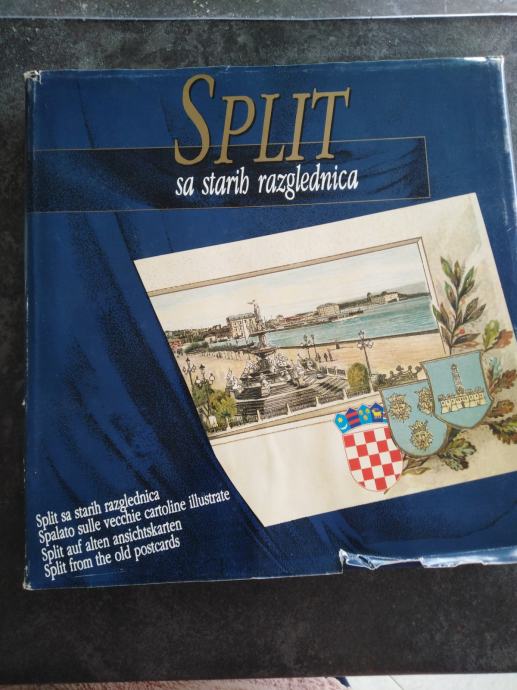 SPLIT
sa starih razglednica
Split sa starih razglednica
Spalato sulle vecchie cartoline illustrate
Split auf alten ansichtskarten
Split from the old postcards